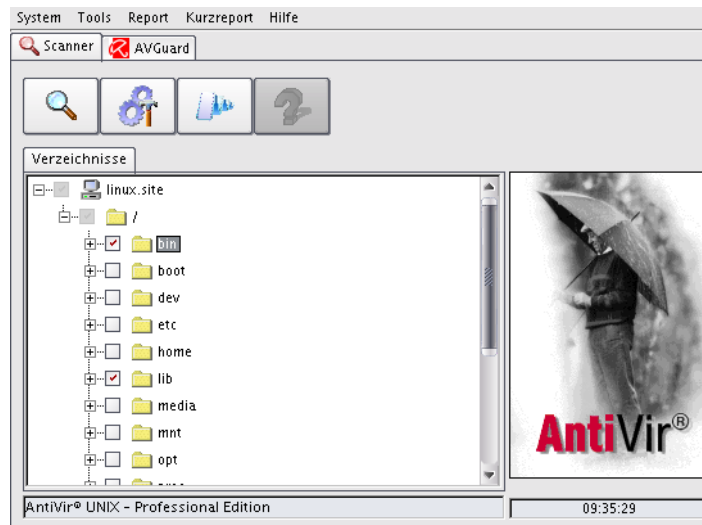 System Tools Report Kurzreport Hilfe
Scanner AVGuard
Verzeichnisse
linux.site
/
bin
boot
dev
etc
home
lib
media
mnt
opt
AntiVir®
AntiVir® UNIX - Professional Edition
09:35:29